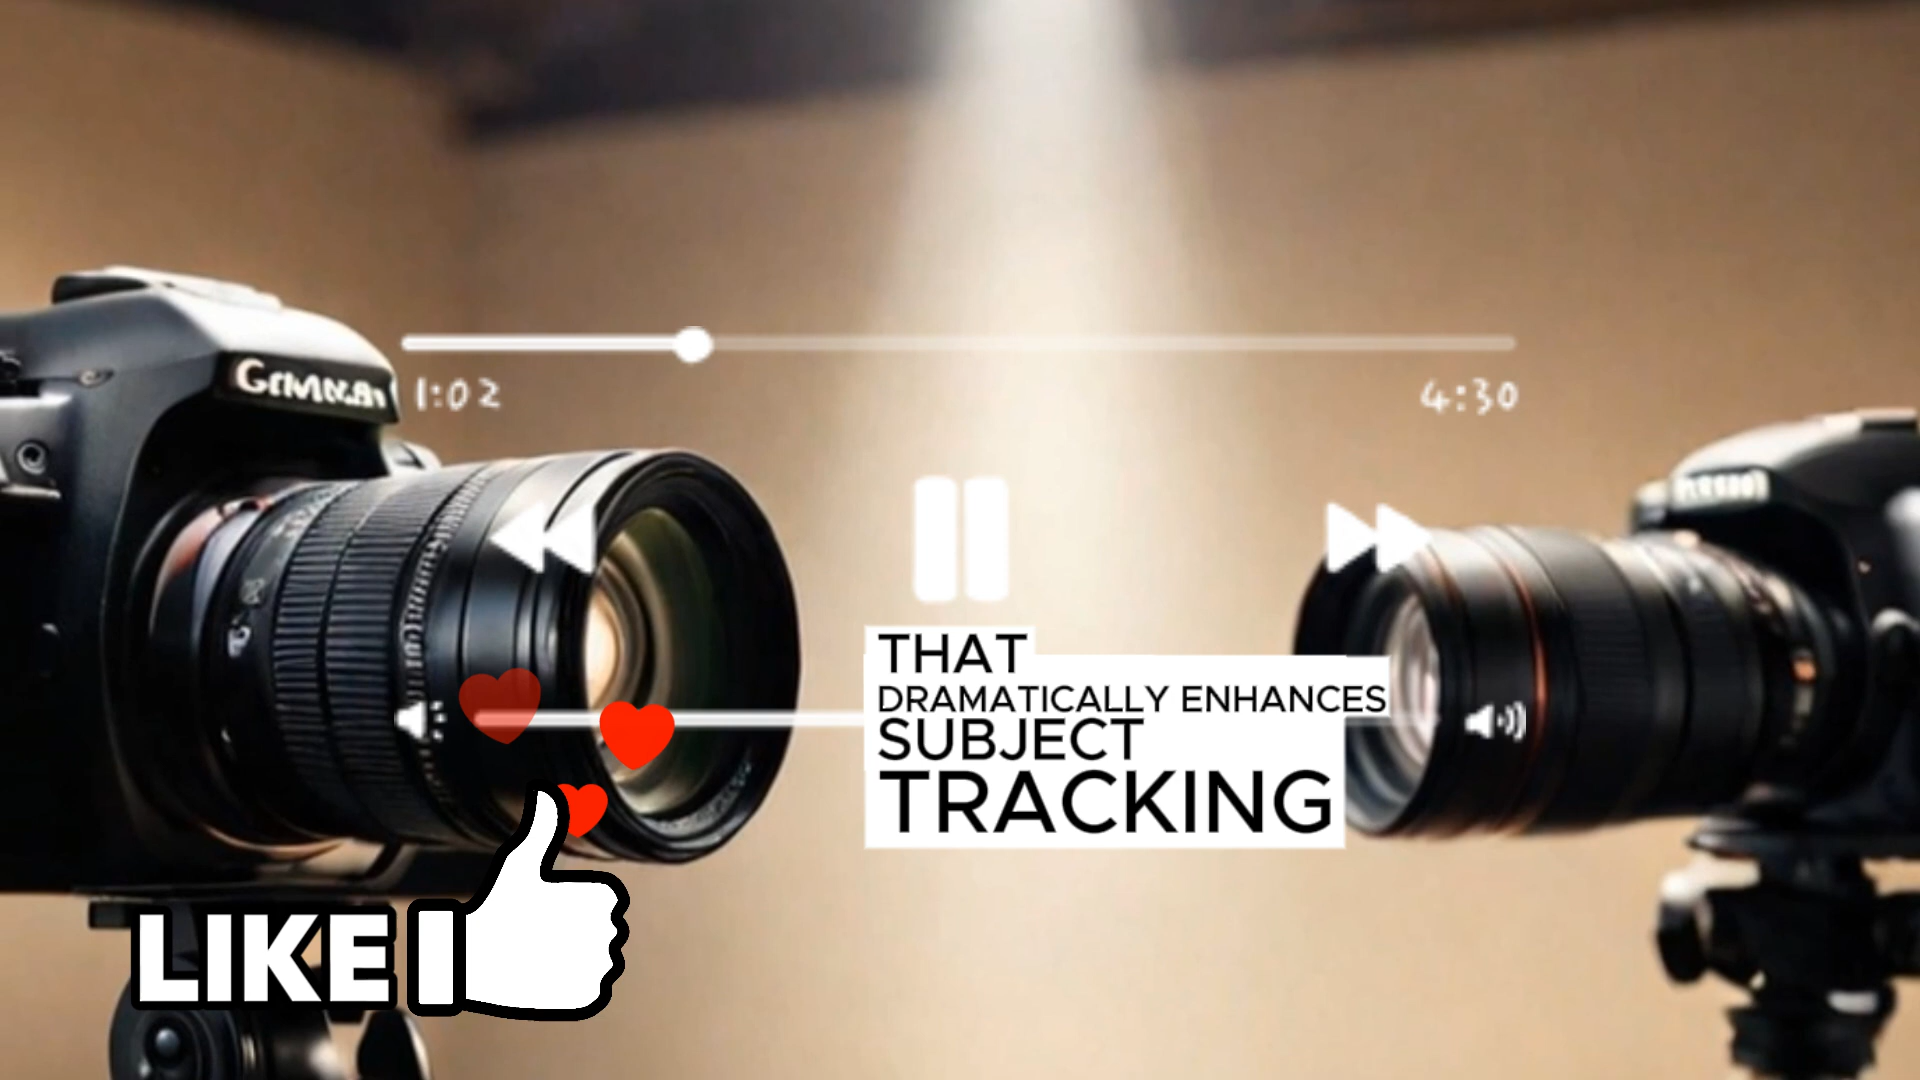 1:02
4:30
THAT
DRAMATICALLY ENHANCES
SUBJECT
TRACKING
LIKE